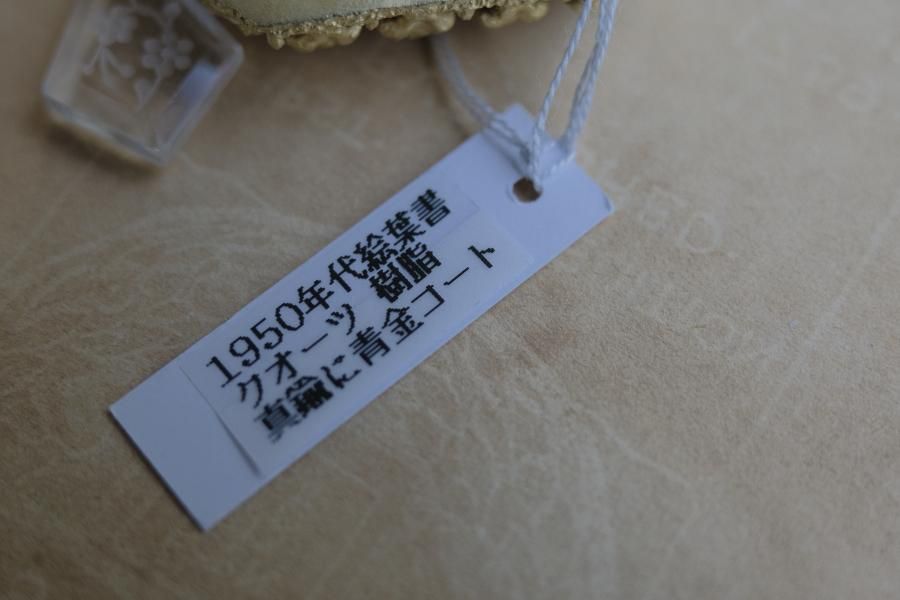 1950年代絵葉書
クオーツ 樹脂
真鍮に青金コート